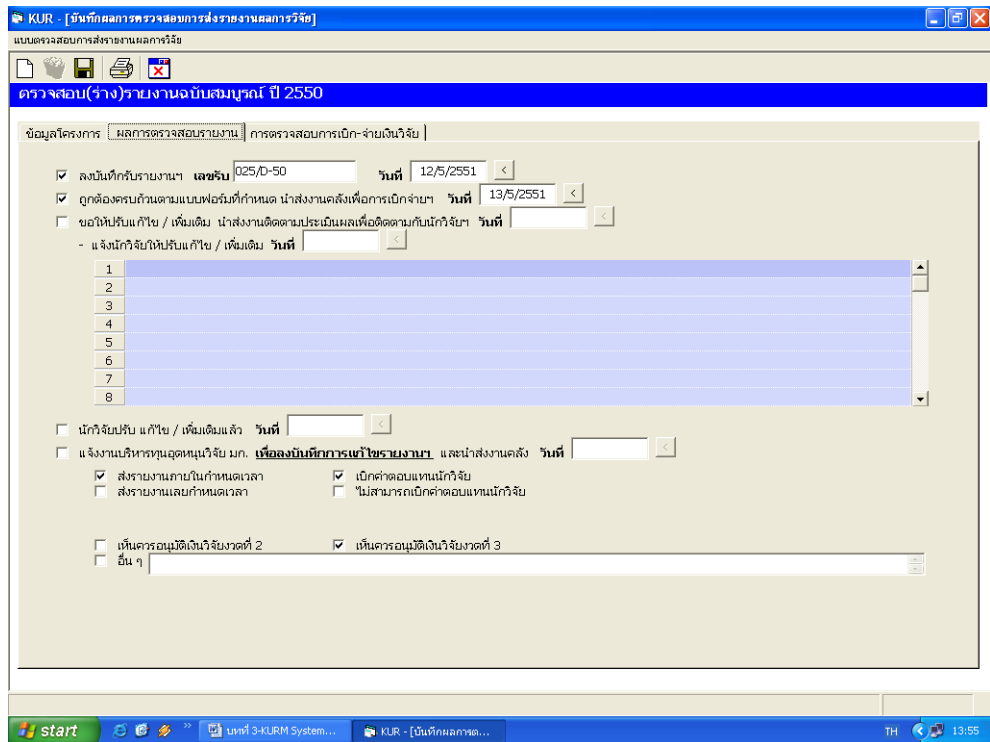 KUR - [บันทึกผลการตรวจสอบการส่งรายงานผลการวิจัย]
แบบตรวจสอบการส่งรายงานผลการวิจัย
ตรวจสอบ(ร่าง)รายงานฉบับสมบูรณ์ ปี 2550
ข้อมูลโครงการ ผลการตรวจสอบรายงาน การตรวจสอบการเบิก-จ่ายเงินวิจัย
ลงบันทึกรับรายงานฯ เลขรับ 025/D-50 วันที่ 12/5/2551 <
ถูกต้องครบถ้วนตามแบบฟอร์มที่กำหนด นำส่งงานคลังเพื่อการเบิกจ่ายฯ วันที่ 13/5/2551 <
ขอให้ปรับแก้ไข / เพิ่มเติม นำส่งงานติดตามประเมินผลเพื่อติดตามกับนักวิจัยฯ วันที่ <
- แจ้งนักวิจัยให้ปรับแก้ไข / เพิ่มเติม วันที่ <
1
2
3
4
5
6
7
8
นักวิจัยปรับ แก้ไข / เพิ่มเติมแล้ว วันที่ <
แจ้งงานบริหารทุนอุดหนุนวิจัย มก. เพื่อลงบันทึกการแก้ไขรายงานฯ และนำส่งงานคลัง วันที่ <
ส่งรายงานภายในกำหนดเวลา เบิกค่าตอบแทนนักวิจัย
ส่งรายงานเลยกำหนดเวลา ไม่สามารถเบิกค่าตอบแทนนักวิจัย
เห็นควรอนุมัติเงินวิจัยงวดที่ 2 เห็นควรอนุมัติเงินวิจัยงวดที่ 3
อื่น ๆ
start บทที่ 3-KURM System... KUR - [บันทึกผลการต... TH 13:55